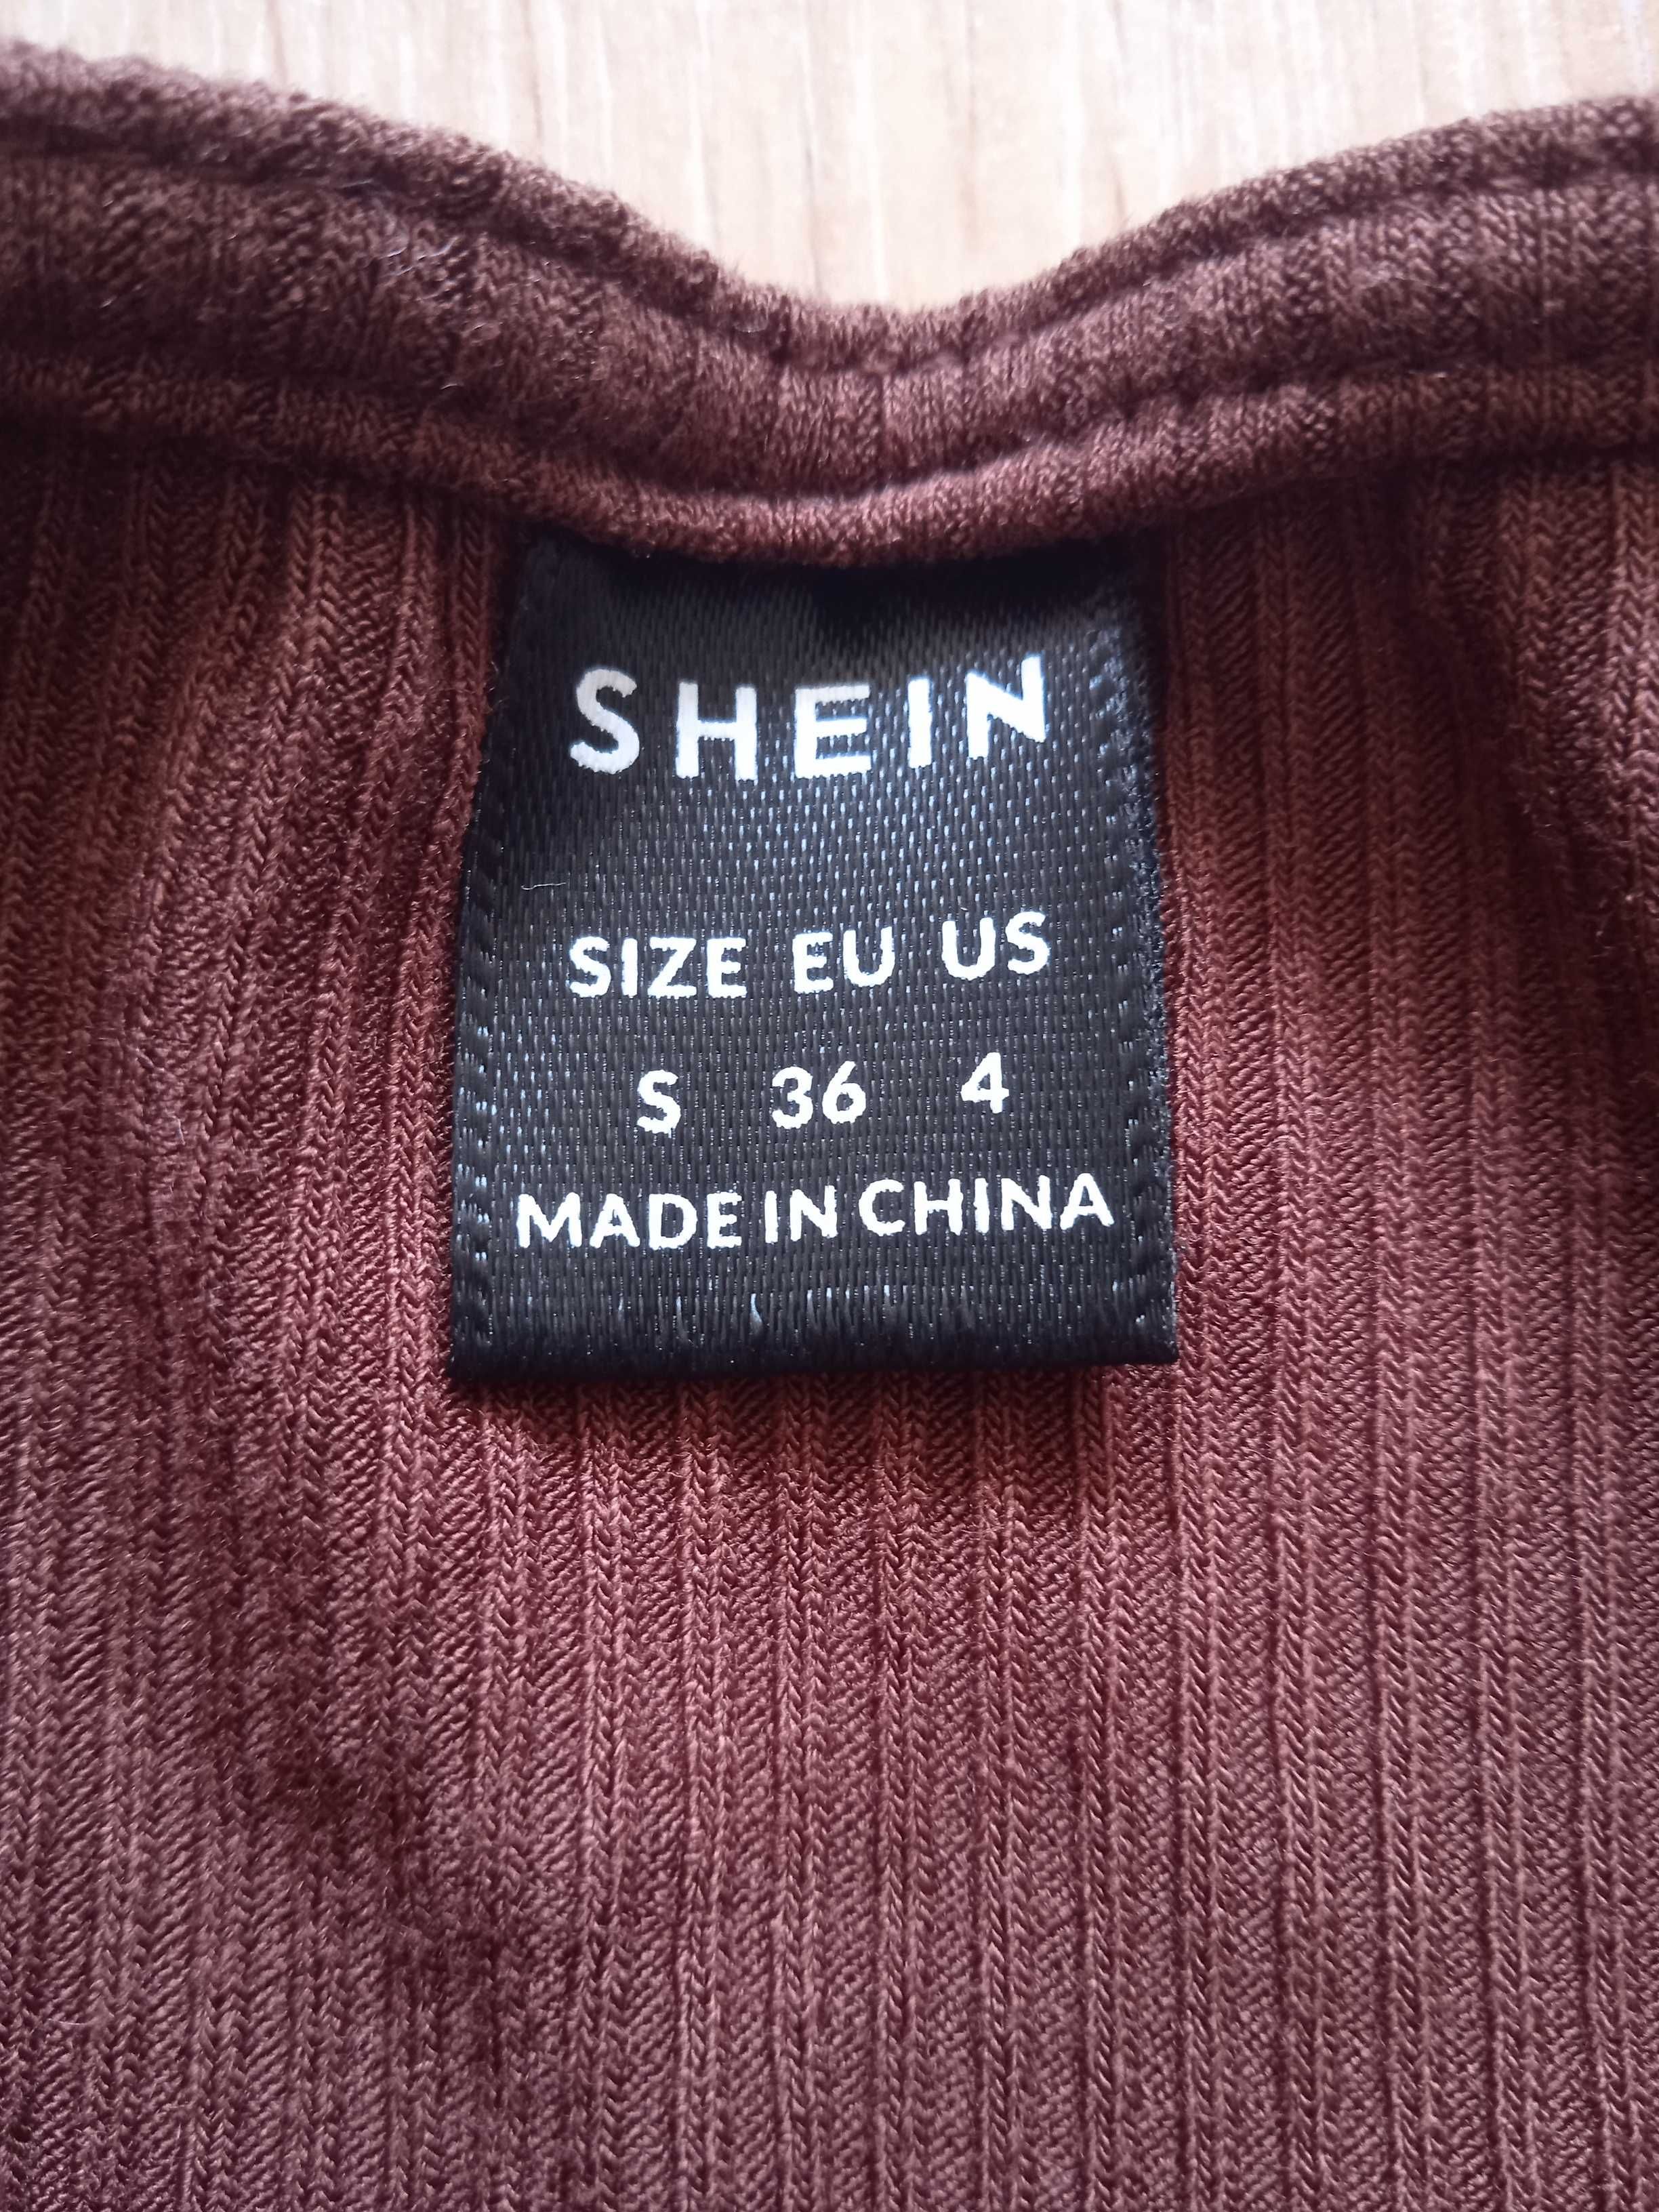 SHEIN
SIZE EU US
S 36 4
MADE IN CHINA